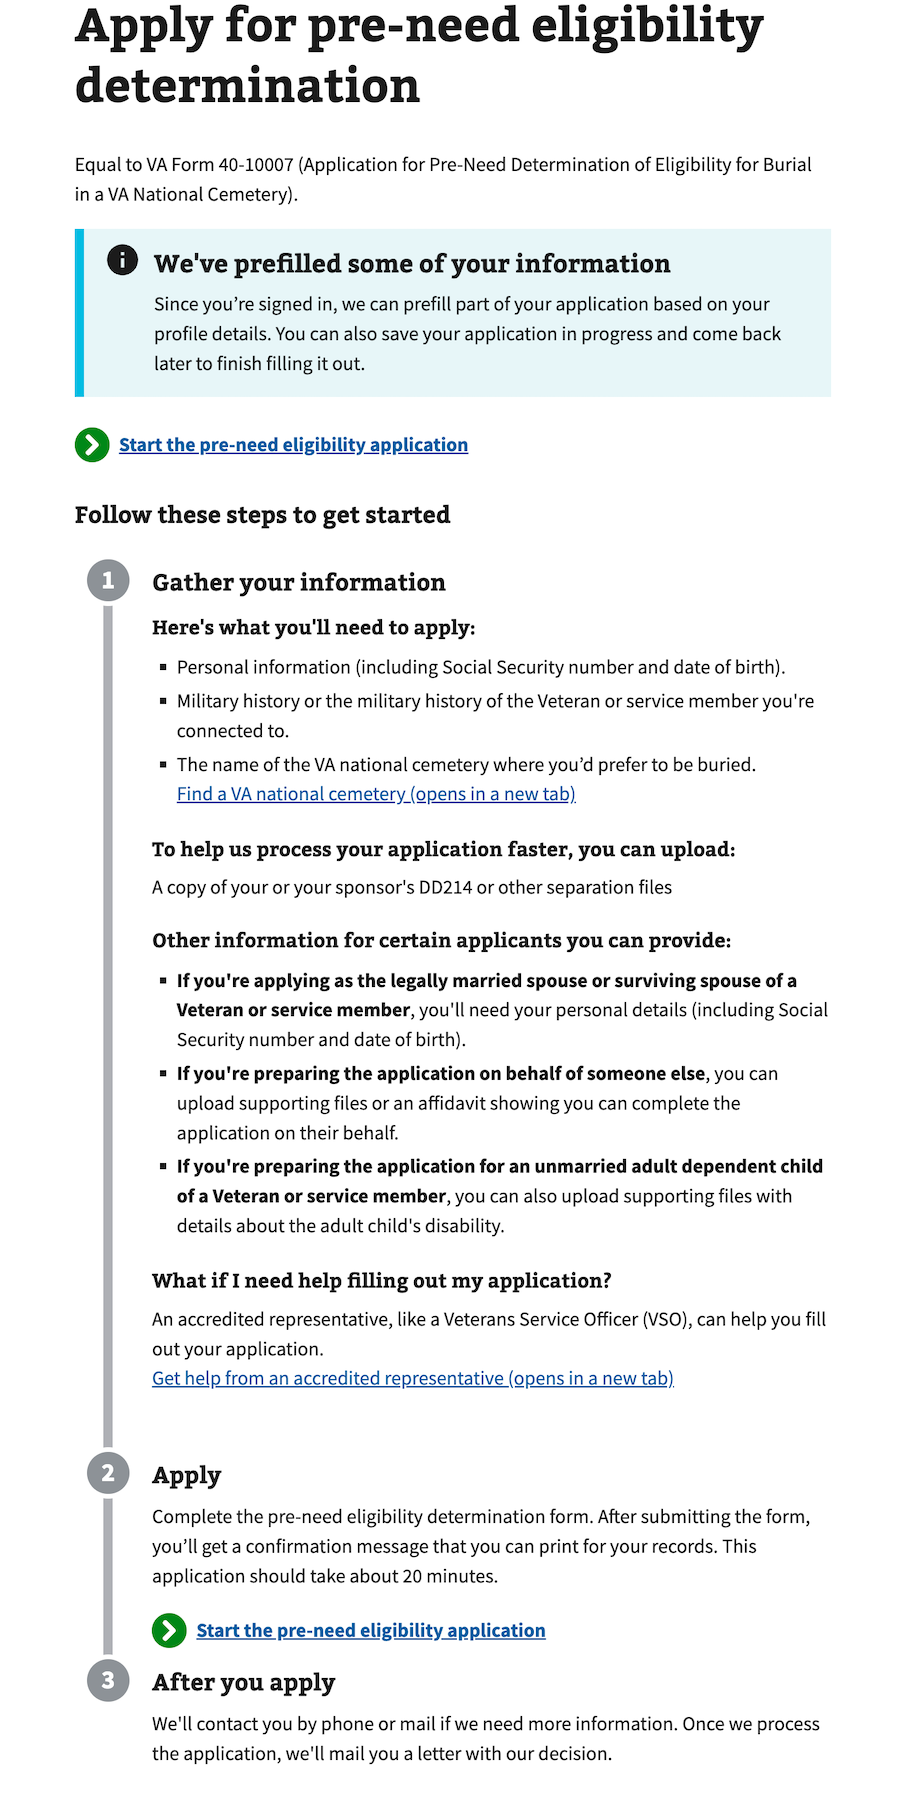 Apply for pre-need eligibility
determination
Equal to VA Form 40-10007 (Application for Pre-Need Determination of Eligibility for Burial
in a VA National Cemetery).
We've prefilled some of your information
Since you’re signed in, we can prefill part of your application based on your
profile details. You can also save your application in progress and come back
later to finish filling it out.
Start the pre-need eligibility application
Follow these steps to get started
1 Gather your information
Here's what you'll need to apply:
▪ Personal information (including Social Security number and date of birth).
▪ Military history or the military history of the Veteran or service member you're
connected to.
▪ The name of the VA national cemetery where you’d prefer to be buried.
Find a VA national cemetery (opens in a new tab)
To help us process your application faster, you can upload:
A copy of your or your sponsor's DD214 or other separation files
Other information for certain applicants you can provide:
▪ If you're applying as the legally married spouse or surviving spouse of a
Veteran or service member, you'll need your personal details (including Social
Security number and date of birth).
▪ If you're preparing the application on behalf of someone else, you can
upload supporting files or an affidavit showing you can complete the
application on their behalf.
▪ If you're preparing the application for an unmarried adult dependent child
of a Veteran or service member, you can also upload supporting files with
details about the adult child's disability.
What if I need help filling out my application?
An accredited representative, like a Veterans Service Officer (VSO), can help you fill
out your application.
Get help from an accredited representative (opens in a new tab)
2 Apply
Complete the pre-need eligibility determination form. After submitting the form,
you’ll get a confirmation message that you can print for your records. This
application should take about 20 minutes.
Start the pre-need eligibility application
3 After you apply
We'll contact you by phone or mail if we need more information. Once we process
the application, we'll mail you a letter with our decision.